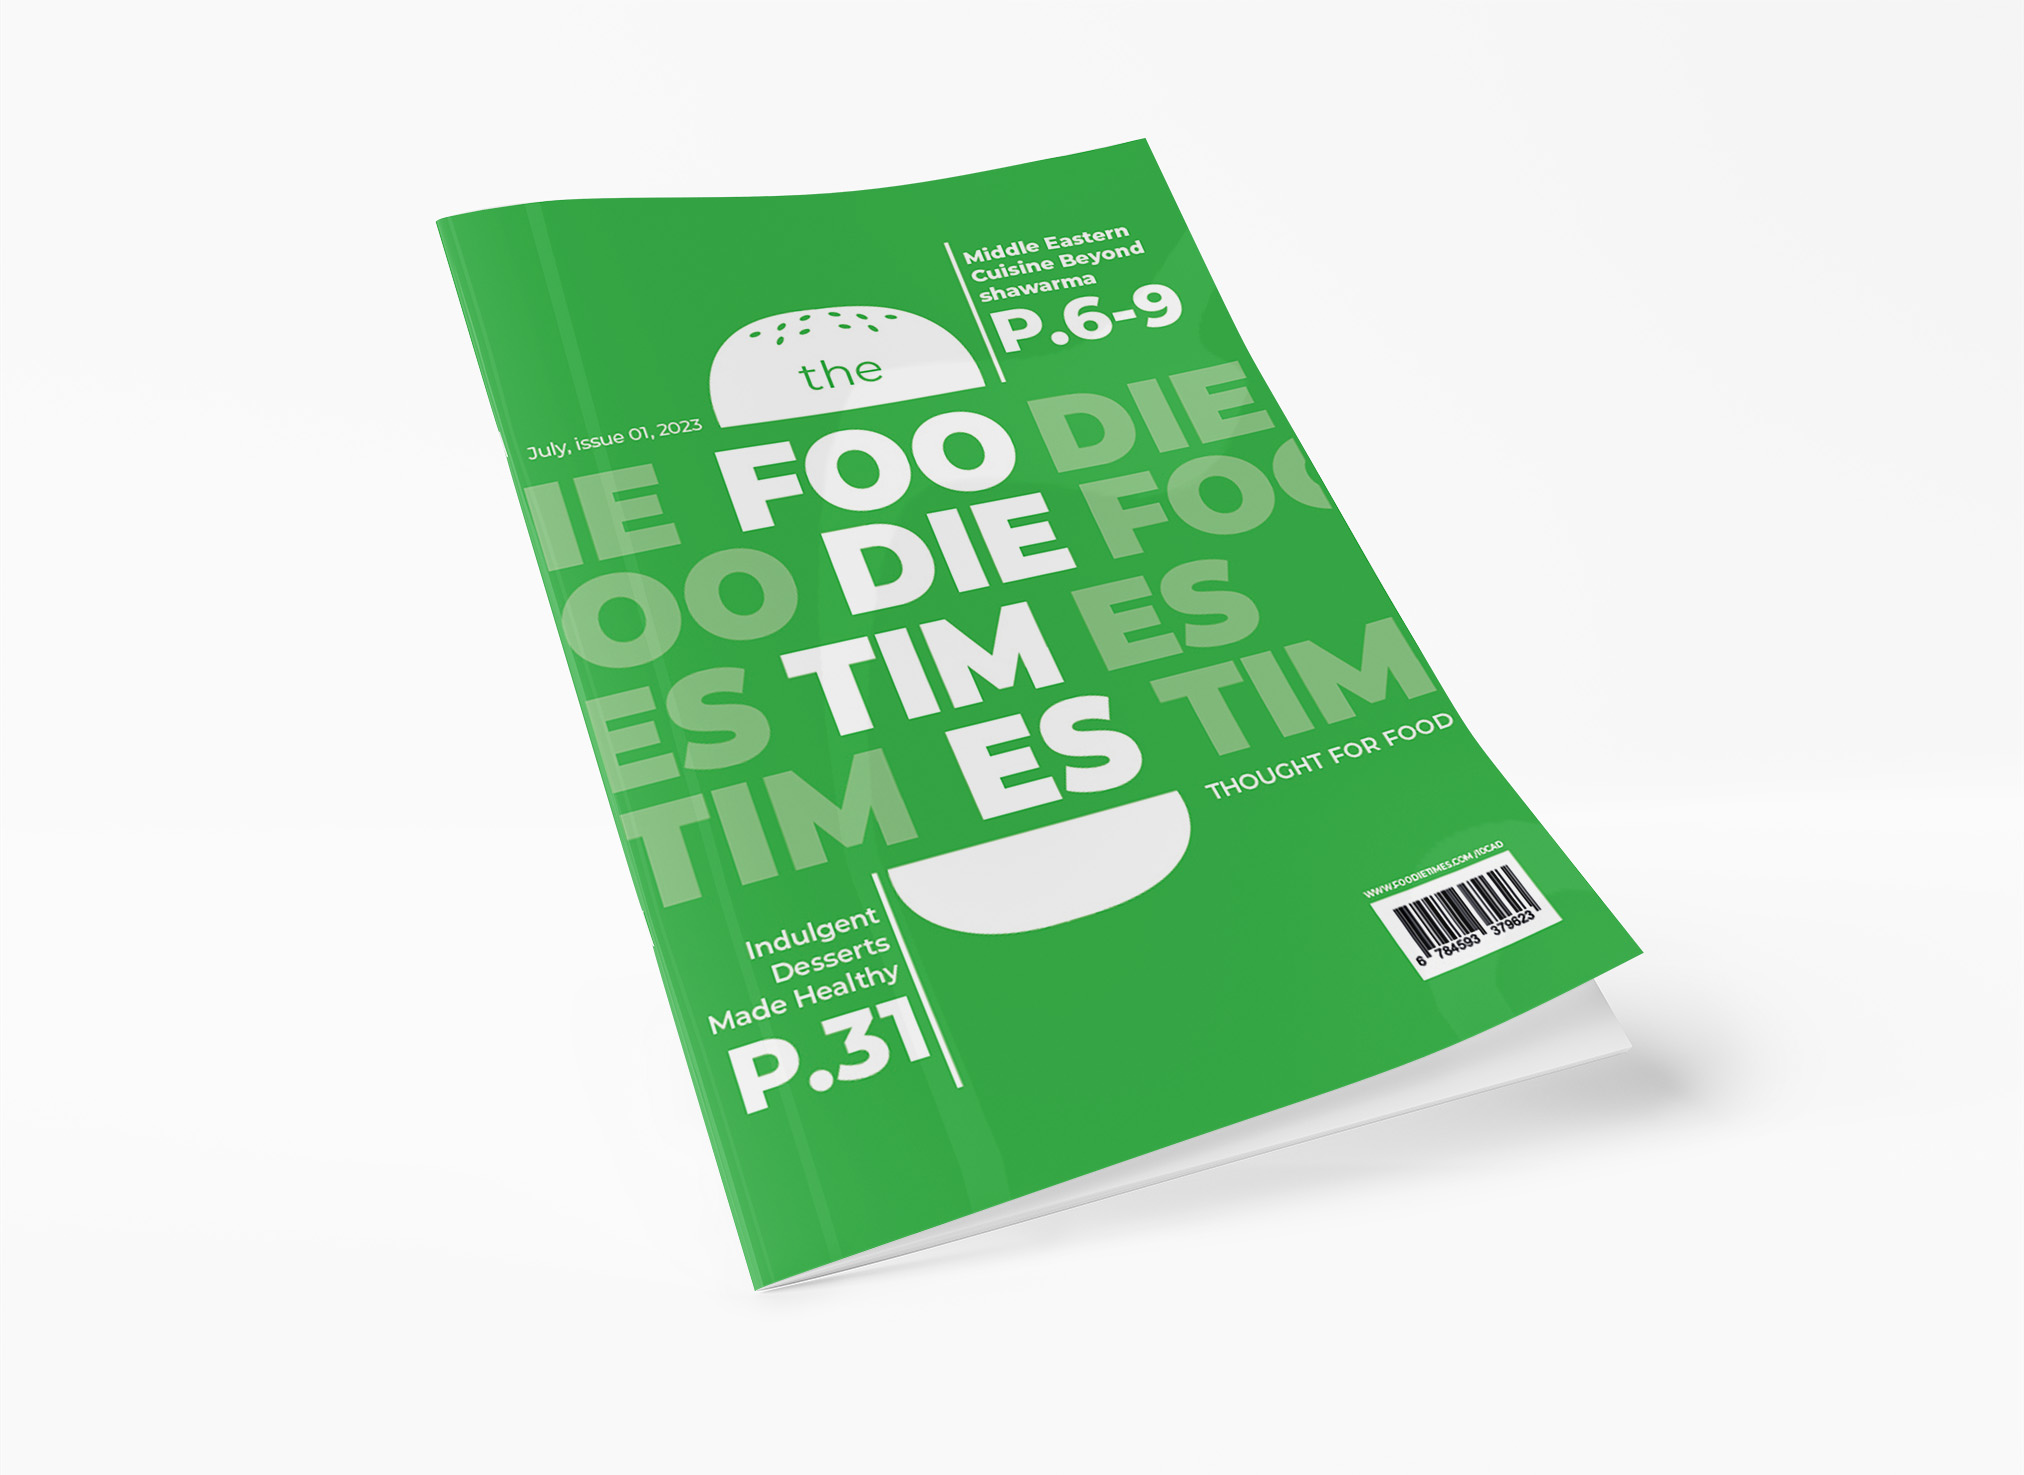 Middle Eastern
Cuisine Beyond
shawarma
P.6-9
the
July, issue 01, 2023
IE FOO DIE
OO DIE FOO
ES TIM ES
TIM ES TIM
THOUGHT FOR FOOD
Indulgent
Desserts
Made Healthy
P.31
WWW.FOODIETIMES.COM /10CAD
6 784593 379623